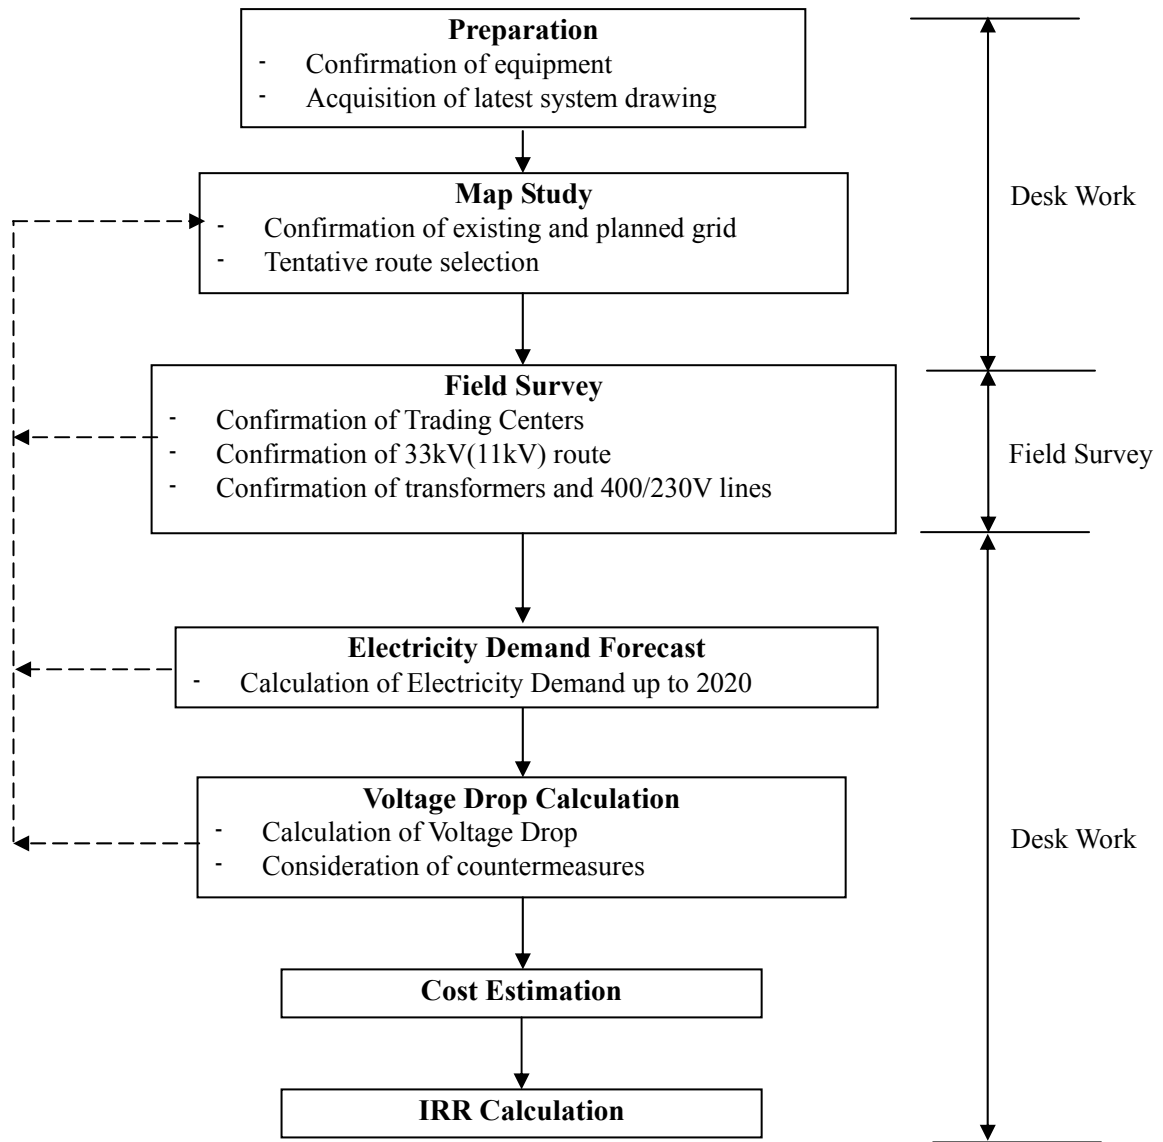 Preparation
- Confirmation of equipment
- Acquisition of latest system drawing
Map Study
- Confirmation of existing and planned grid
- Tentative route selection
Desk Work
Field Survey
- Confirmation of Trading Centers
- Confirmation of 33kV(11kV) route
- Confirmation of transformers and 400/230V lines
Field Survey
Electricity Demand Forecast
- Calculation of Electricity Demand up to 2020
Voltage Drop Calculation
- Calculation of Voltage Drop
- Consideration of countermeasures
Desk Work
Cost Estimation
IRR Calculation